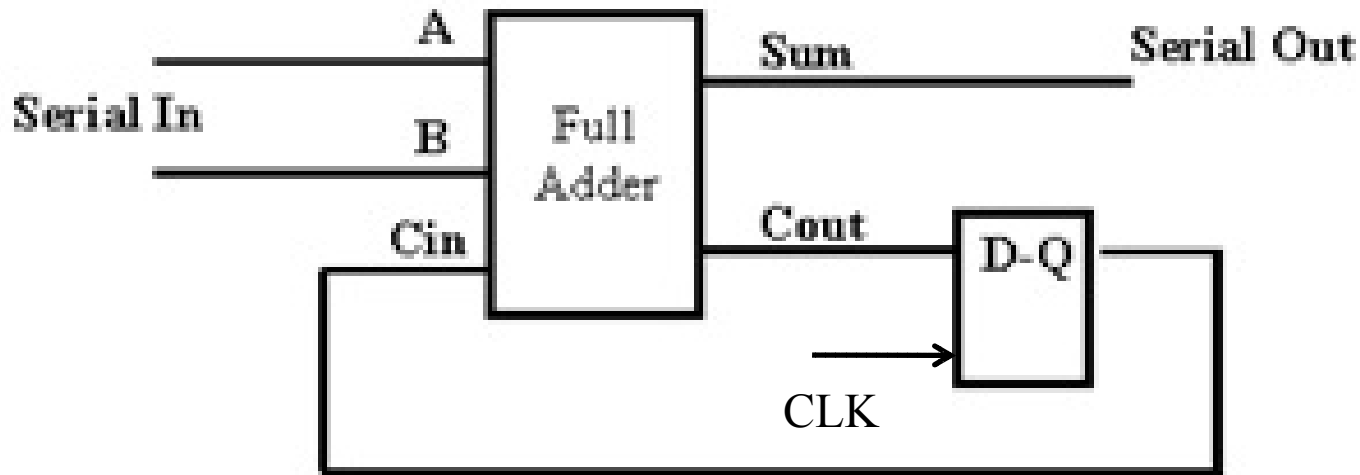 A
Serial In
B
Cin
Full
Adder
Sum
Serial Out
Cout
D-Q
CLK